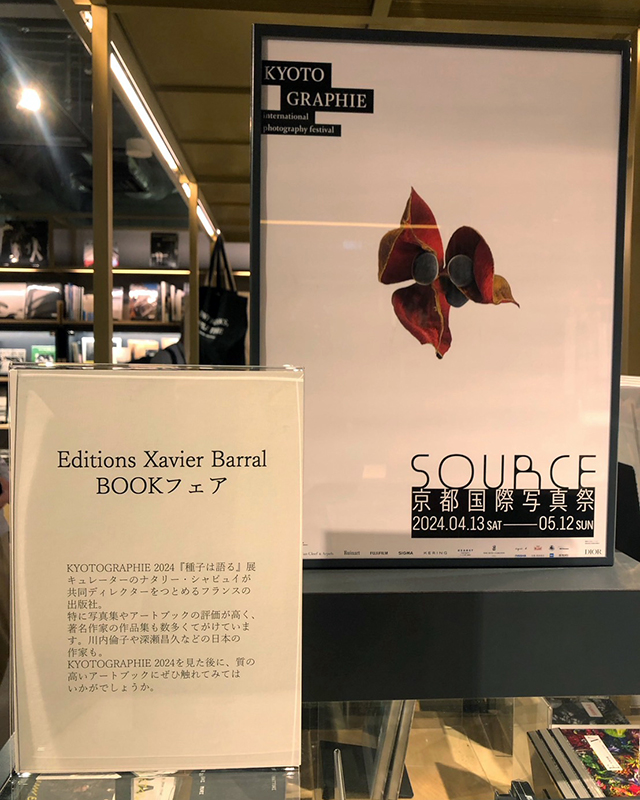 KYOTO
GRAPHIE
international
photography festival
SOURCE
京都国際写真祭
2024.04.13 SAT — 05.12 SUN
Ruinart FUJIFILM SIGMA KERING
DIOR
Editions Xavier Barral
BOOKフェア
KYOTOGRAPHIE 2024『種子は語る』展
キュレーターのナタリー・シャピュイが
共同ディレクターをつとめるフランスの
出版社。
特に写真集やアートブックの評価が高く、
著名作家の作品集も数多くてがけていま
す。川内倫子や深瀬昌久などの日本の
作家も。
KYOTOGRAPHIE 2024を見た後に、質の
高いアートブックにぜひ触れてみては
いかがでしょうか。